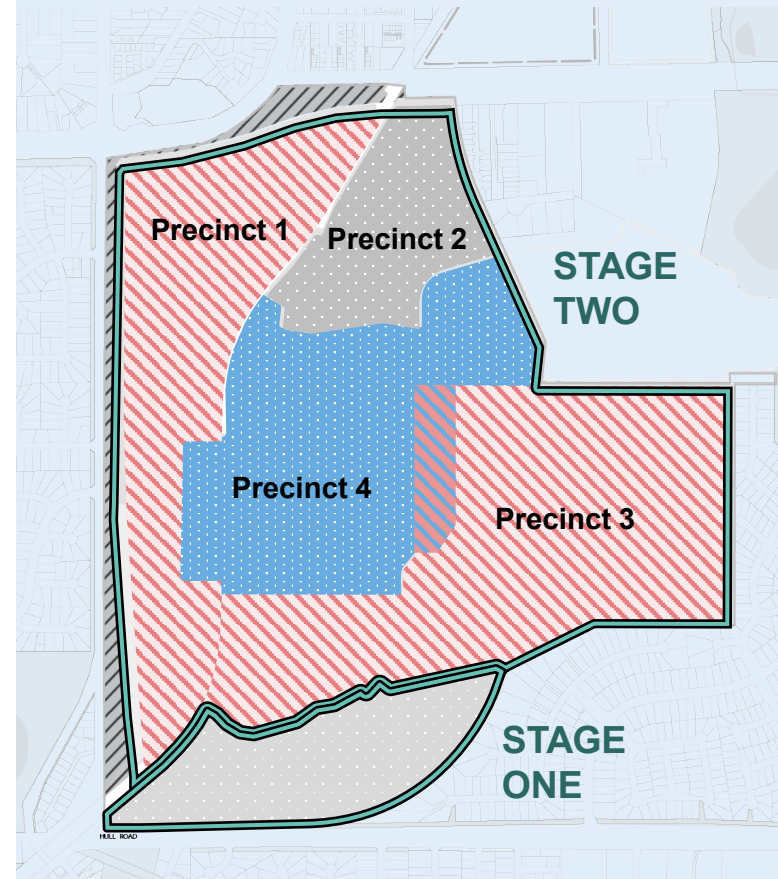 Precinct 1
Precinct 2
STAGE
TWO
Precinct 4
Precinct 3
STAGE
ONE
HULL ROAD